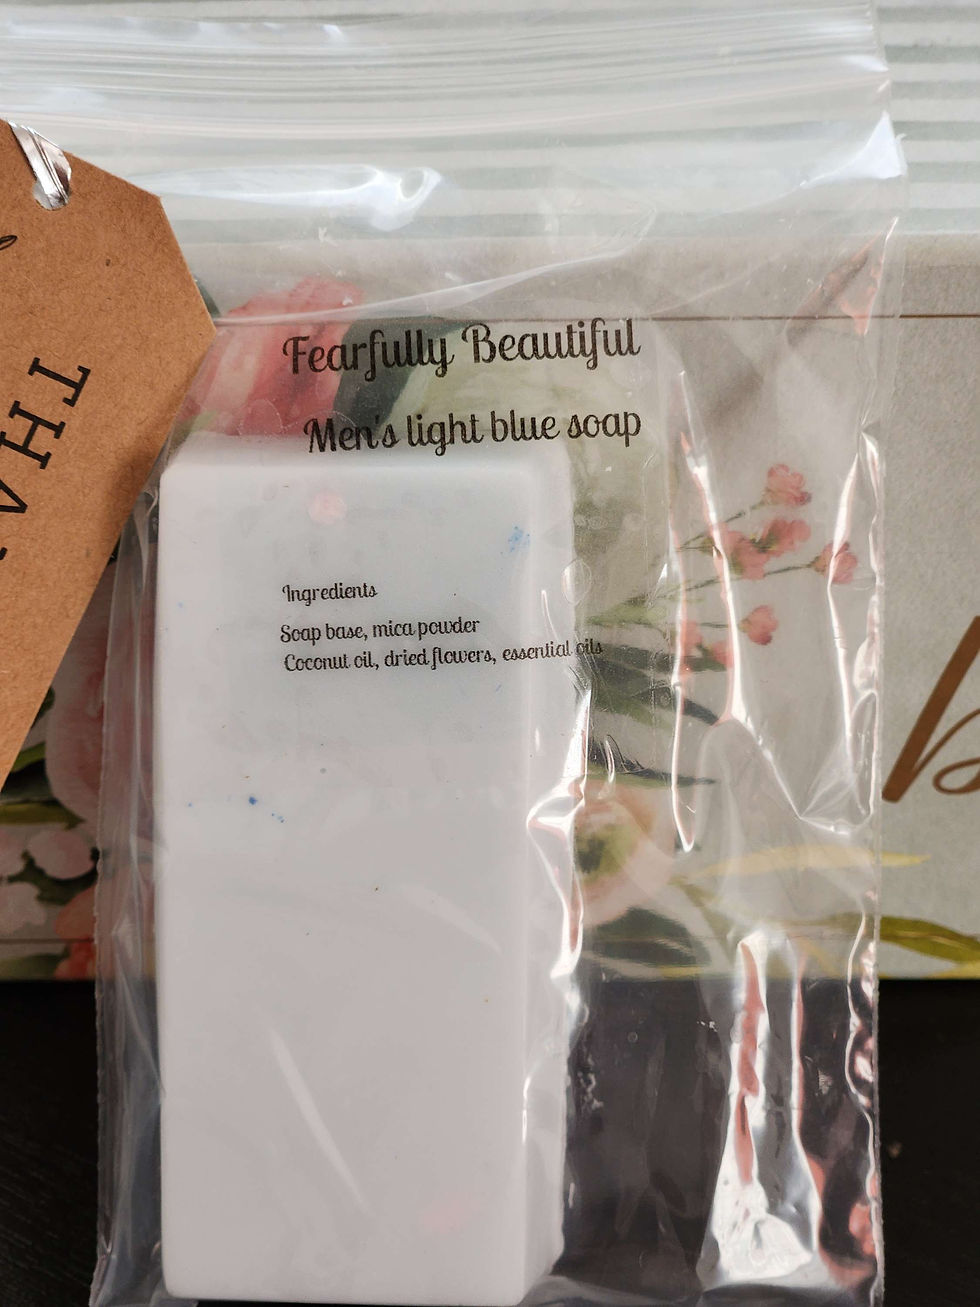 Fearfully Beautiful
Men's light blue soap
Ingredients
Soap base, mica powder
Coconut oil, dried flowers, essential oils